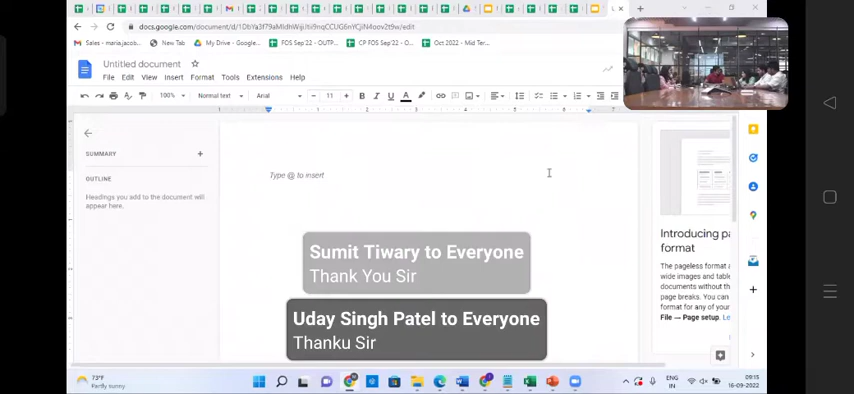 docs.google.com/document/d/1DbYa3f79aMldhWijiJti9nqCCUG6nYCjN4oov2t9w/edit
Sales - mariajacob...
New Tab
My Drive - Google...
FOS Sep'22 - OUTP...
CP FOS Sep'22 - O...
Oct 2022 - Mid Ter...
Untitled document
File Edit View Insert Format Tools Extensions Help
100% Normal text Arial 11 B I U A
SUMMARY
OUTLINE
Headings you add to the document will
appear here.
Type @ to insert
Sumit Tiwary to Everyone
Thank You Sir
Uday Singh Patel to Everyone
Thanku Sir
Introducing pa
format
The pageless format a
wide images and table
documents without th
page breaks. You can
format for any of your
File → Page setup. Le
73°F
Partly sunny
ENG
IN
09:15
16-09-2022